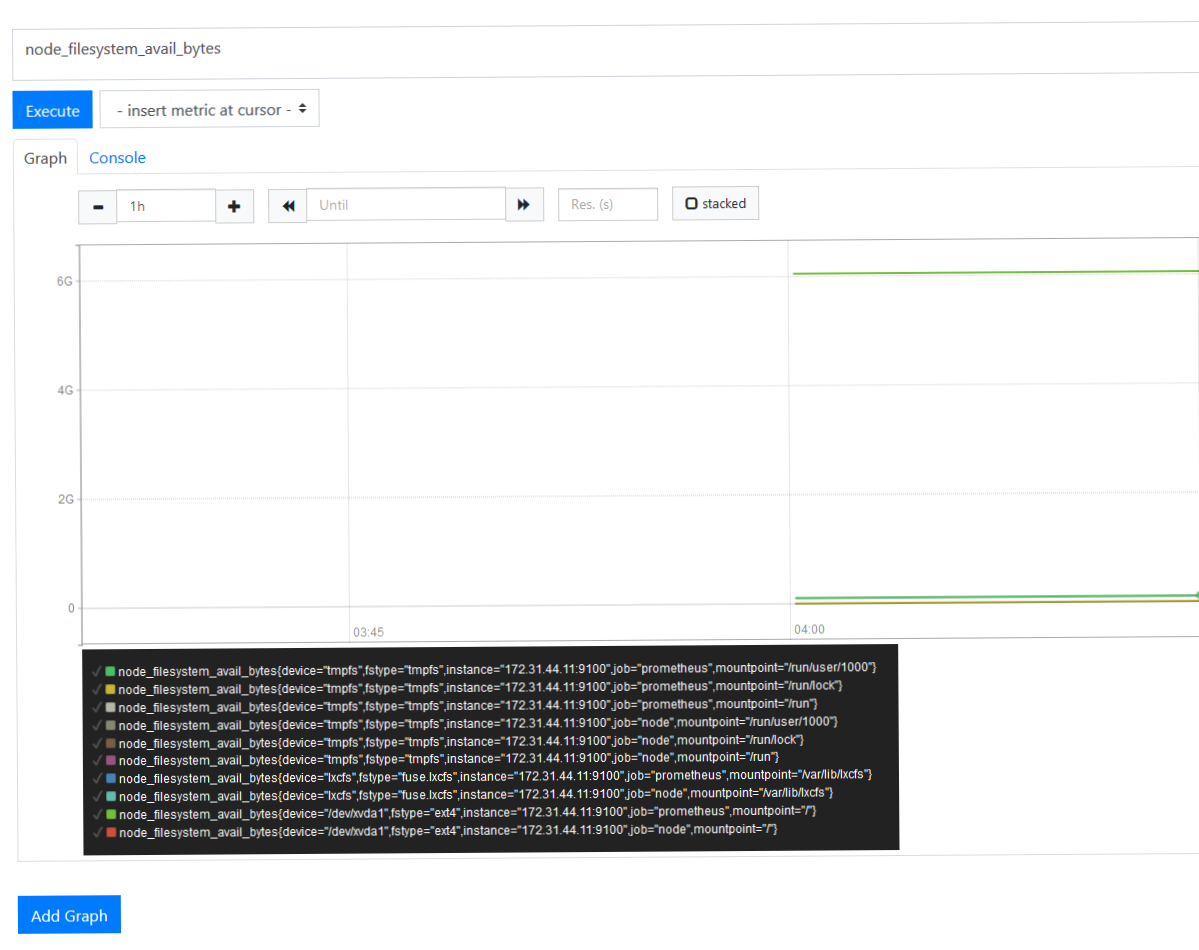 node_filesystem_avail_bytes
Execute
- insert metric at cursor -
Graph
Console
1h
Until
Res. (s)
stacked
6G
4G
2G
0
03:45
04:00
node_filesystem_avail_bytes{device="tmpfs",fstype="tmpfs",instance="172.31.44.11:9100",job="prometheus",mountpoint="/run/user/1000"}
node_filesystem_avail_bytes{device="tmpfs",fstype="tmpfs",instance="172.31.44.11:9100",job="prometheus",mountpoint="/run/lock"}
node_filesystem_avail_bytes{device="tmpfs",fstype="tmpfs",instance="172.31.44.11:9100",job="prometheus",mountpoint="/run"}
node_filesystem_avail_bytes{device="tmpfs",fstype="tmpfs",instance="172.31.44.11:9100",job="node",mountpoint="/run/user/1000"}
node_filesystem_avail_bytes{device="tmpfs",fstype="tmpfs",instance="172.31.44.11:9100",job="node",mountpoint="/run/lock"}
node_filesystem_avail_bytes{device="tmpfs",fstype="tmpfs",instance="172.31.44.11:9100",job="node",mountpoint="/run"}
node_filesystem_avail_bytes{device="lxcfs",fstype="fuse.lxcfs",instance="172.31.44.11:9100",job="prometheus",mountpoint="/var/lib/lxcfs"}
node_filesystem_avail_bytes{device="lxcfs",fstype="fuse.lxcfs",instance="172.31.44.11:9100",job="node",mountpoint="/var/lib/lxcfs"}
node_filesystem_avail_bytes{device="/dev/xvda1",fstype="ext4",instance="172.31.44.11:9100",job="prometheus",mountpoint="/"}
node_filesystem_avail_bytes{device="/dev/xvda1",fstype="ext4",instance="172.31.44.11:9100",job="node",mountpoint="/"}
Add Graph